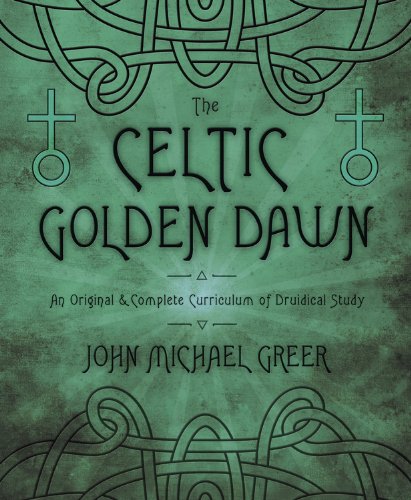 The
CELTIC
GOLDEN DAWN
An Original & Complete Curriculum of Druidical Study
JOHN MICHAEL GREER